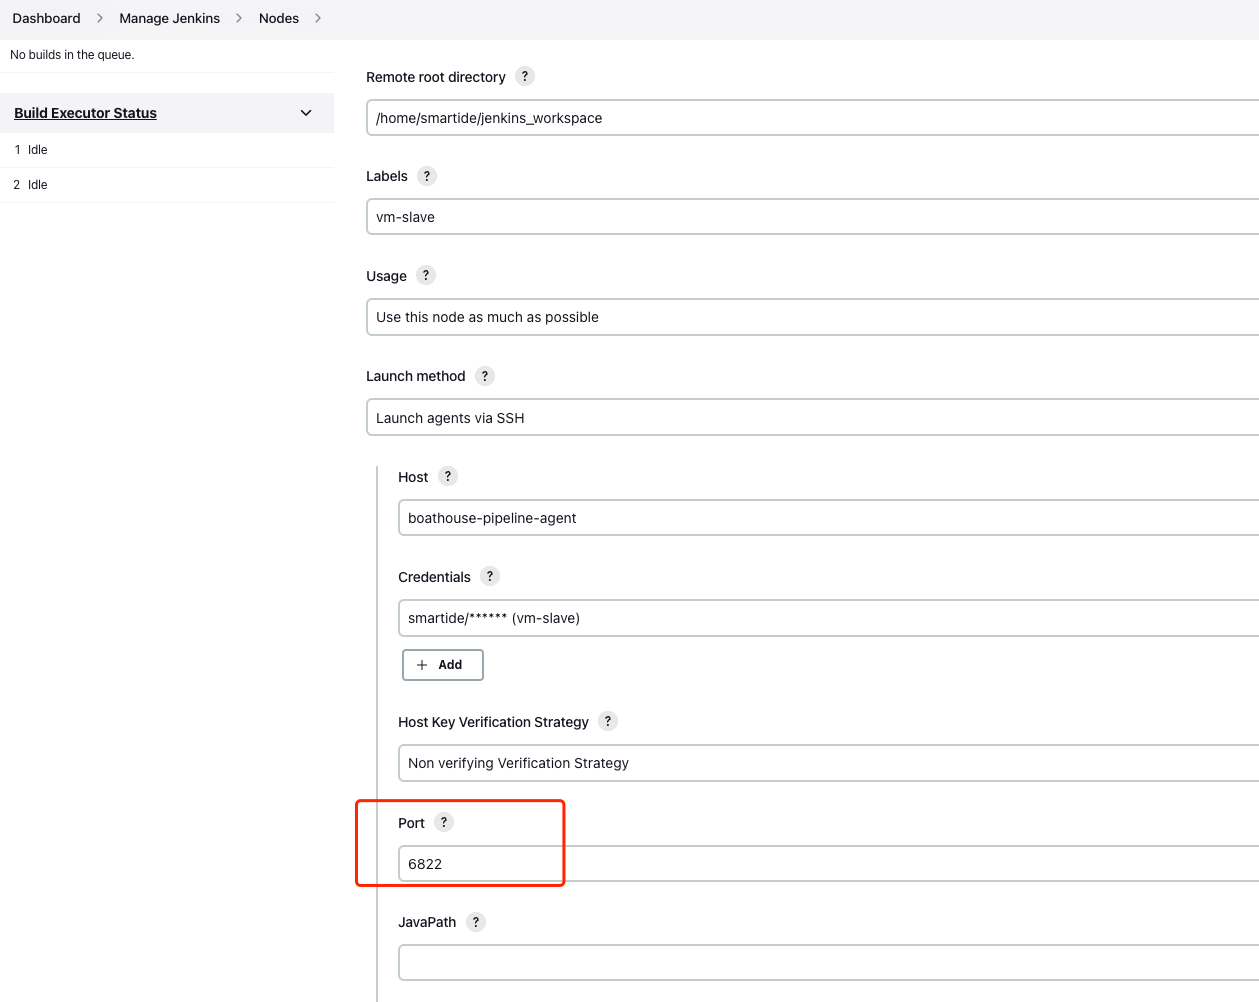 Dashboard > Manage Jenkins > Nodes >
No builds in the queue.
Build Executor Status
1 Idle
2 Idle
Remote root directory ?
/home/smartide/jenkins_workspace
Labels ?
vm-slave
Usage ?
Use this node as much as possible
Launch method ?
Launch agents via SSH
Host ?
boathouse-pipeline-agent
Credentials ?
smartide/****** (vm-slave)
+ Add
Host Key Verification Strategy ?
Non verifying Verification Strategy
Port ?
6822
JavaPath ?